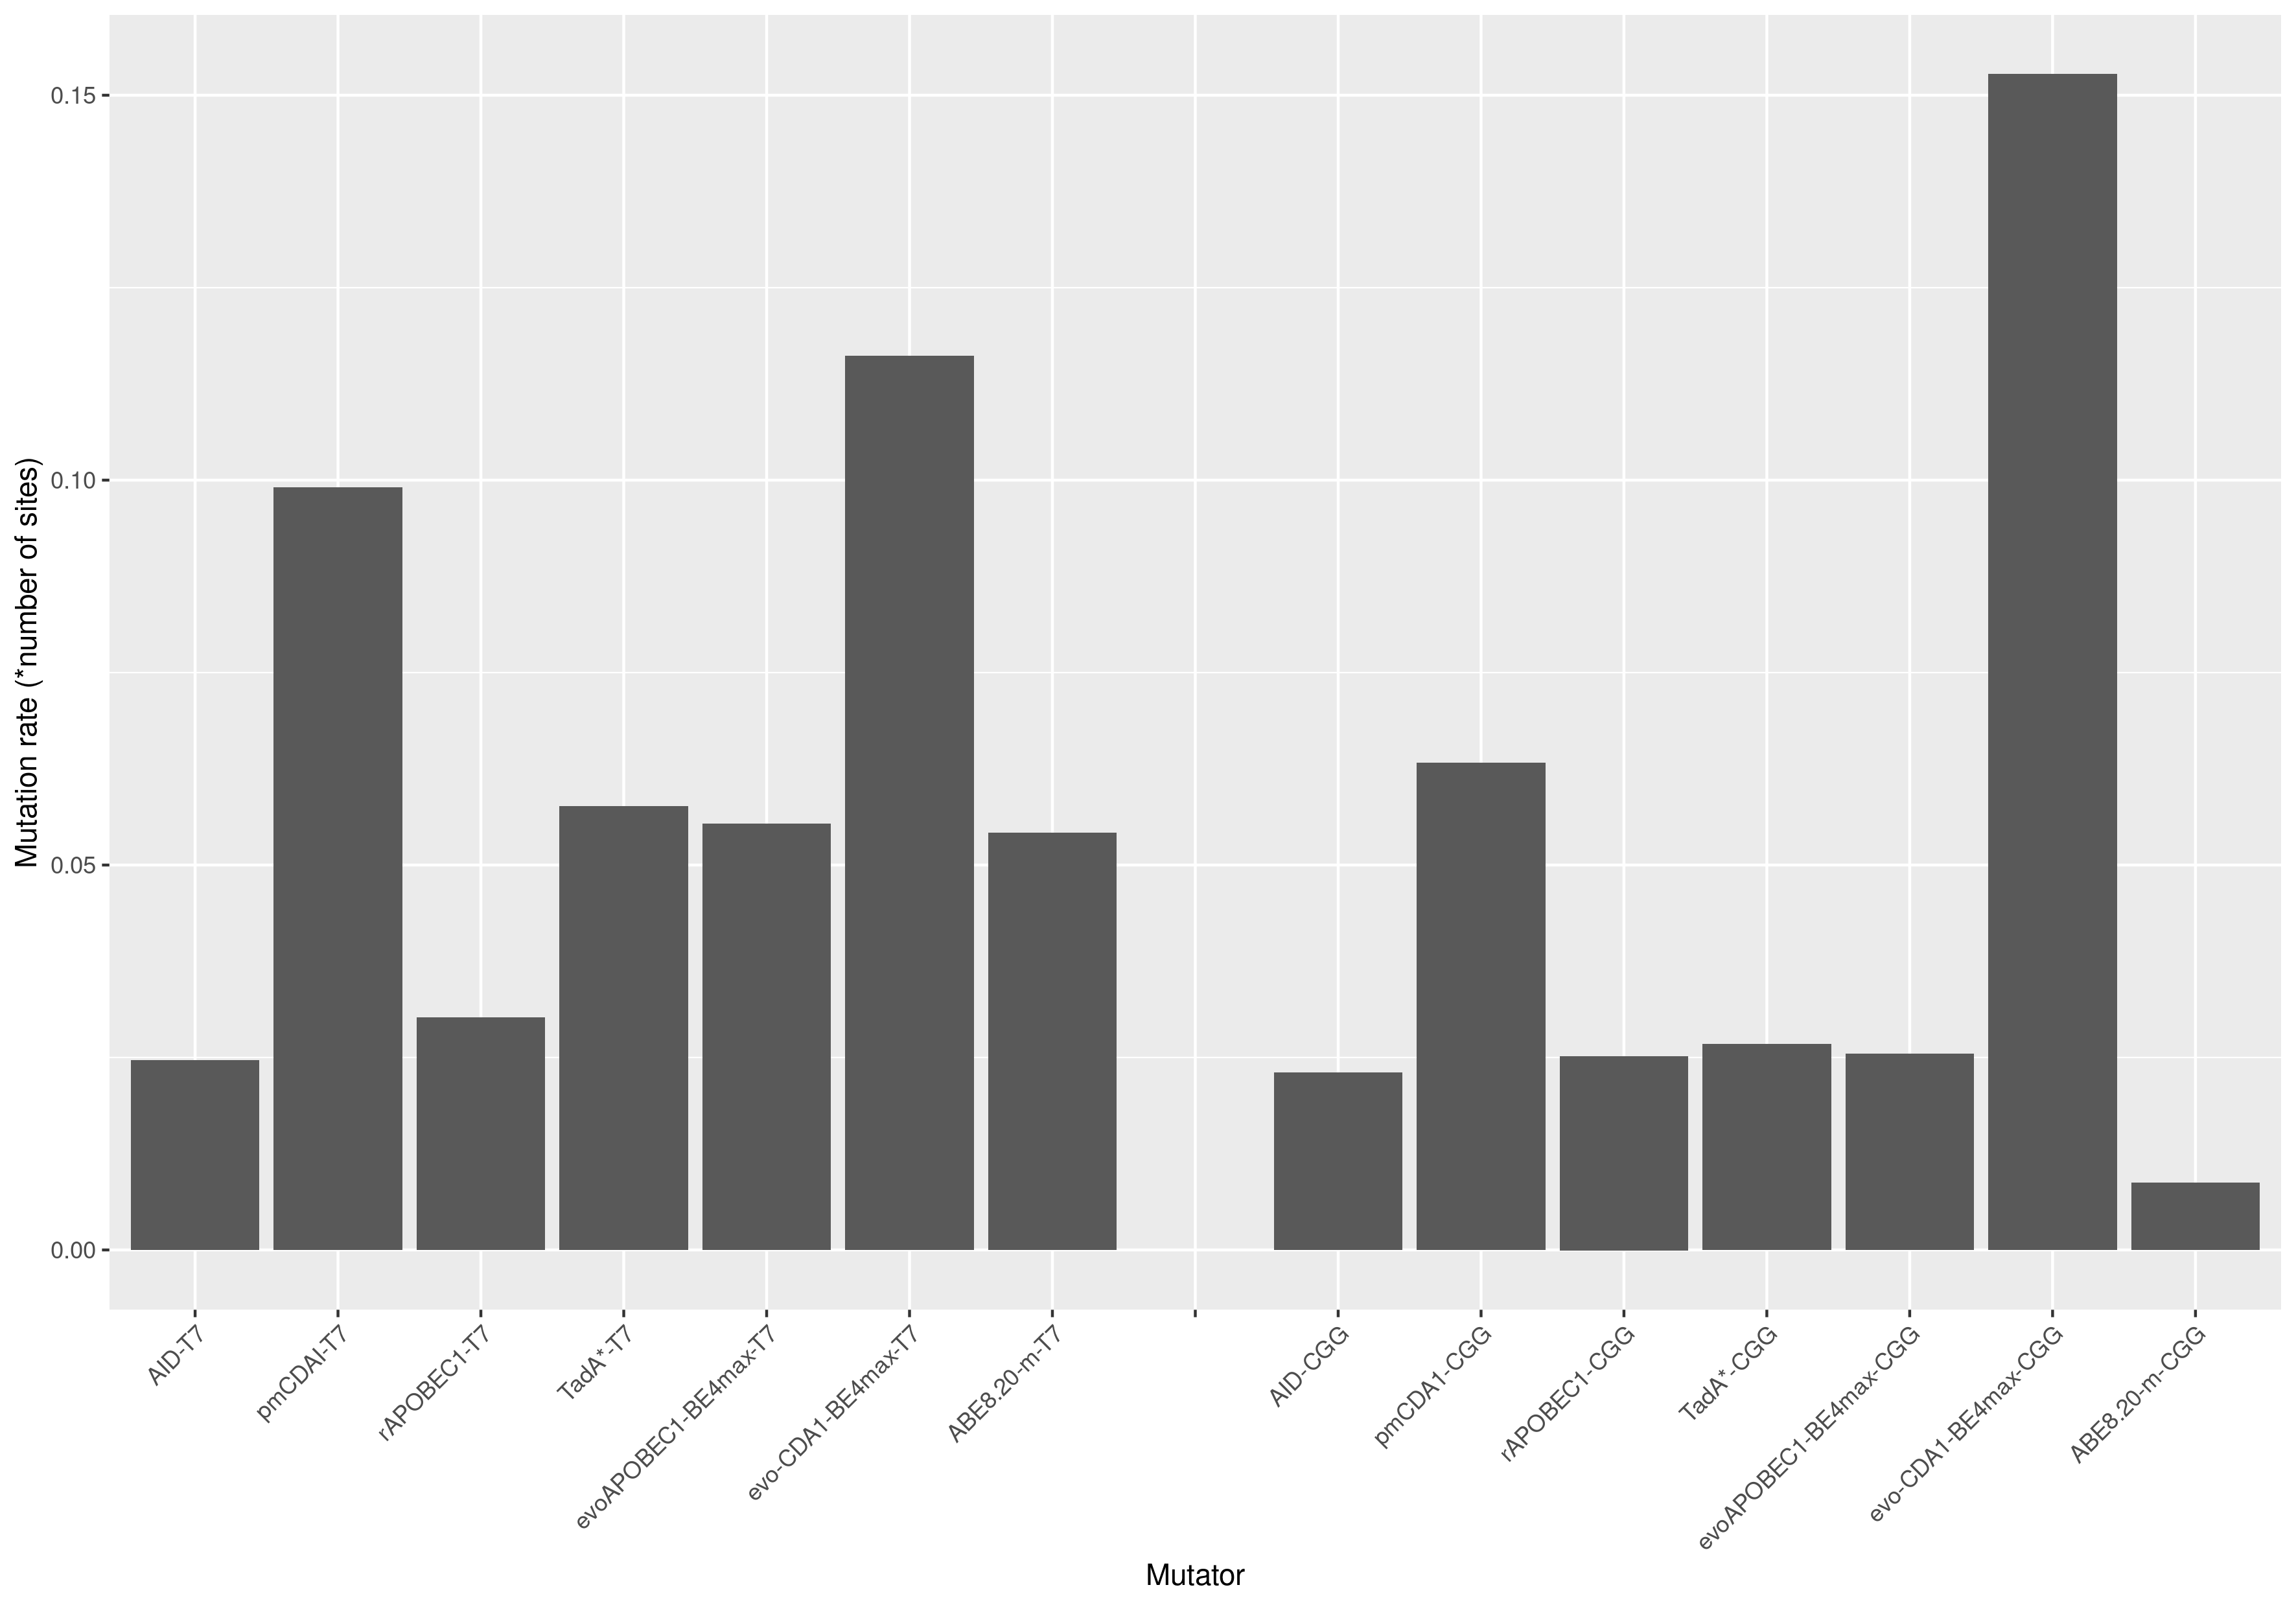 Mutation rate (*number of sites)
0.15
0.10
0.05
0.00
AID-T7
pmCDAI-T7
rAPOBEC1-T7
TadA*-T7
evoAPOBEC1-BE4max-T7
evo-CDA1-BE4max-T7
ABE8.20-m-T7
AID-CGG
pmCDA1-CGG
rAPOBEC1-CGG
TadA*-CGG
evoAPOBEC1-BE4max-CGG
evo-CDA1-BE4max-CGG
ABE8.20-m-CGG
Mutator